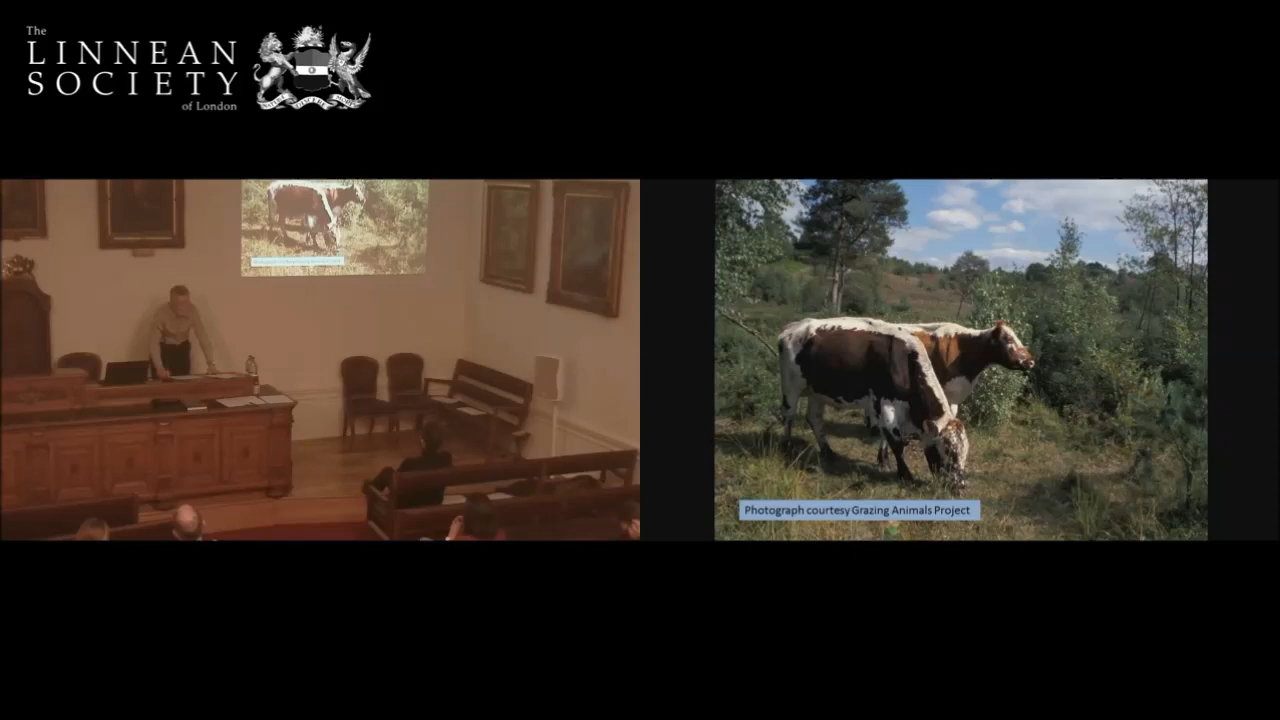 The
LINNEAN
SOCIETY
of London
Photograph courtesy Grazing Animals Project